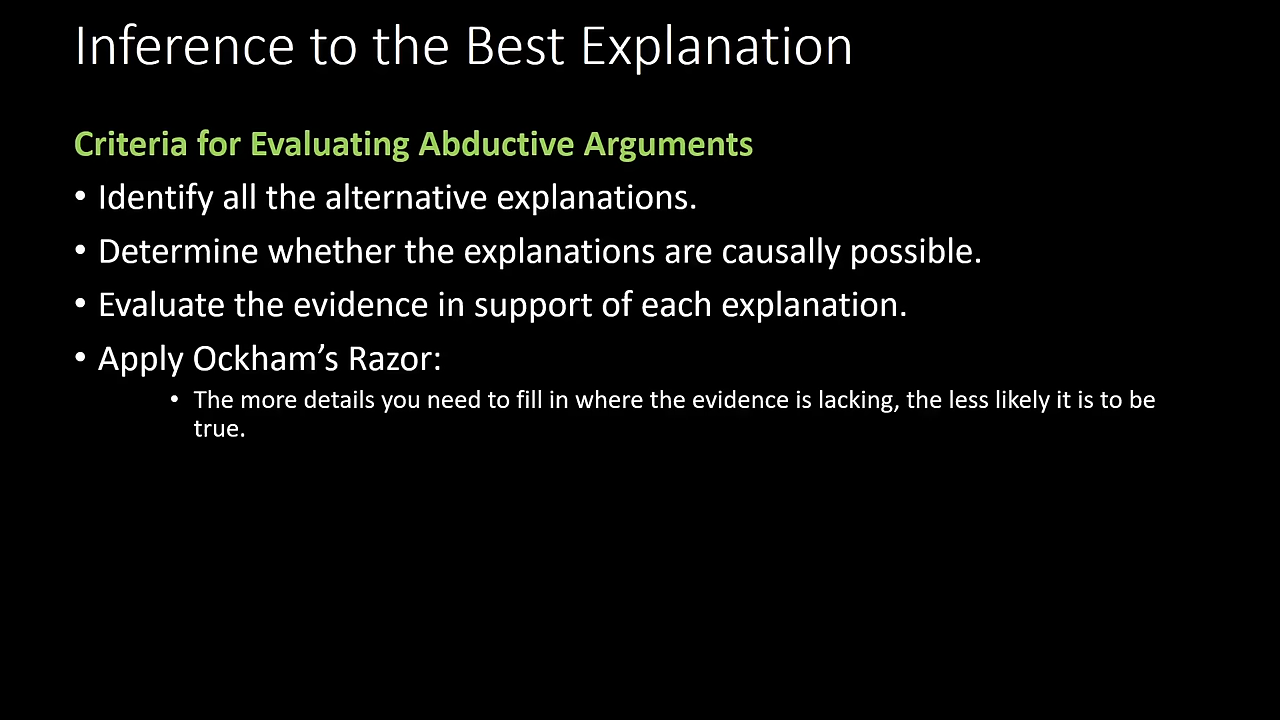 Inference to the Best Explanation
Criteria for Evaluating Abductive Arguments
• Identify all the alternative explanations.
• Determine whether the explanations are causally possible.
• Evaluate the evidence in support of each explanation.
• Apply Ockham’s Razor:
• The more details you need to fill in where the evidence is lacking, the less likely it is to be
true.